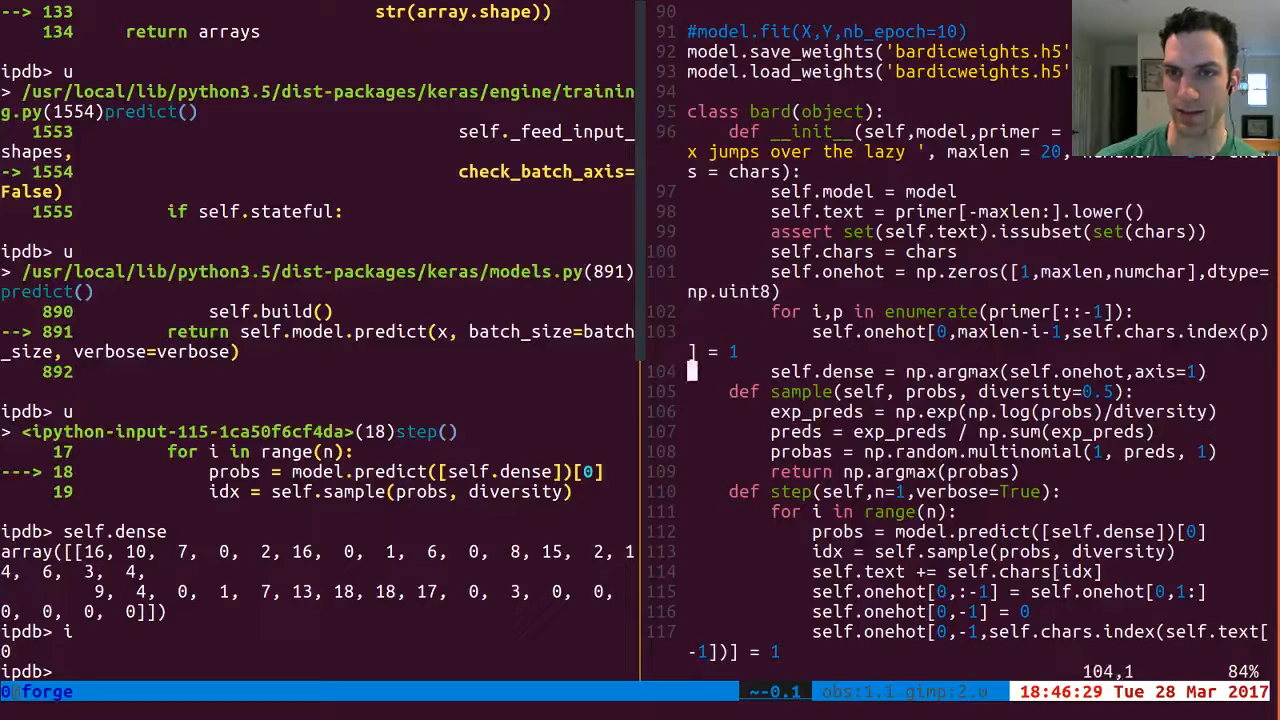 --> 133                             str(array.shape))
    134     return arrays
ipdb> u
> /usr/local/lib/python3.5/dist-packages/keras/engine/trainin
g.py(1554)predict()
   1553                                     self._feed_input_
shapes,
-> 1554                                     check_batch_axis=
False)
   1555         if self.stateful:
ipdb> u
> /usr/local/lib/python3.5/dist-packages/keras/models.py(891)
predict()
    890             self.build()
--> 891         return self.model.predict(x, batch_size=batch
_size, verbose=verbose)
    892
ipdb> u
> <ipython-input-115-1ca50f6cf4da>(18)step()
     17         for i in range(n):
---> 18             probs = model.predict([self.dense])[0]
     19             idx = self.sample(probs, diversity)
ipdb> self.dense
array([[16, 10,  7,  0,  2, 16,  0,  1,  6,  0,  8, 15,  2, 1
4,  6,  3,  4,
         9,  4,  0,  1,  7, 13, 18, 18, 17,  0,  3,  0,  0,
0,  0,  0,  0]])
ipdb> i
0
ipdb>
90
91 #model.fit(X,Y,nb_epoch=10)
92 model.save_weights('bardicweights.h5'
93 model.load_weights('bardicweights.h5'
94
95 class bard(object):
96     def __init__(self,model,primer =
x jumps over the lazy ', maxlen = 20,
s = chars):
97         self.model = model
98         self.text = primer[-maxlen:].lower()
99         assert set(self.text).issubset(set(chars))
100         self.chars = chars
101         self.onehot = np.zeros([1,maxlen,numchar],dtype=
np.uint8)
102         for i,p in enumerate(primer[::-1]):
103             self.onehot[0,maxlen-i-1,self.chars.index(p)
] = 1
104         self.dense = np.argmax(self.onehot,axis=1)
105     def sample(self, probs, diversity=0.5):
106         exp_preds = np.exp(np.log(probs)/diversity)
107         preds = exp_preds / np.sum(exp_preds)
108         probas = np.random.multinomial(1, preds, 1)
109         return np.argmax(probas)
110     def step(self,n=1,verbose=True):
111         for i in range(n):
112             probs = model.predict([self.dense])[0]
113             idx = self.sample(probs, diversity)
114             self.text += self.chars[idx]
115             self.onehot[0,:-1] = self.onehot[0,1:]
116             self.onehot[0,-1] = 0
117             self.onehot[0,-1,self.chars.index(self.text[
-1])] = 1
104,1 84%
0 forge ~-0.1 obs:1.1 gimp:2.u 18:46:29 Tue 28 Mar 2017